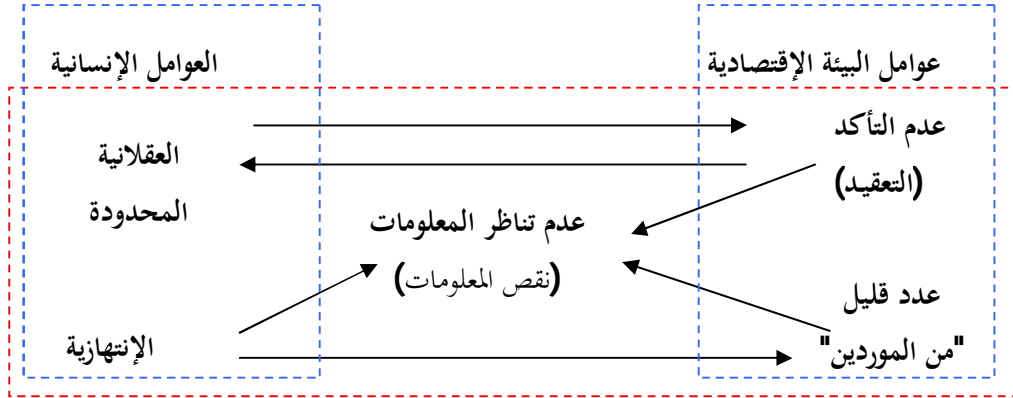 عوامل البيئة الإقتصادية
العوامل الإنسانية
عدم التأكد
(التعقيد)
العقلانية
المحدودة
عدم تناظر المعلومات
(نقص المعلومات)
عدد قليل
"من الموردين"
الإنتهازية